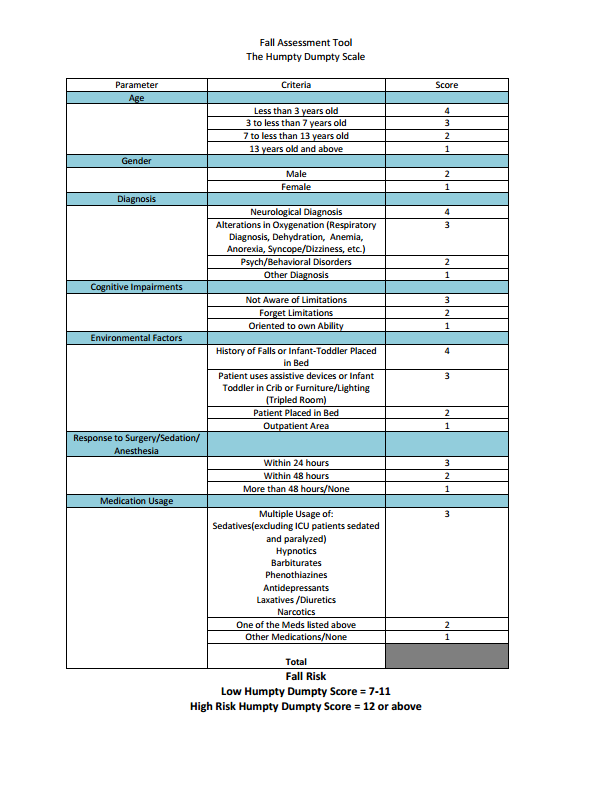 Fall Assessment Tool
The Humpty Dumpty Scale
Parameter Criteria Score
Age
Less than 3 years old 4
3 to less than 7 years old 3
7 to less than 13 years old 2
13 years old and above 1
Gender
Male 2
Female 1
Diagnosis
Neurological Diagnosis 4
Alterations in Oxygenation (Respiratory 3
Diagnosis, Dehydration, Anemia,
Anorexia, Syncope/Dizziness, etc.)
Psych/Behavioral Disorders 2
Other Diagnosis 1
Cognitive Impairments
Not Aware of Limitations 3
Forget Limitations 2
Oriented to own Ability 1
Environmental Factors
History of Falls or Infant-Toddler Placed 4
in Bed
Patient uses assistive devices or Infant 3
Toddler in Crib or Furniture/Lighting
(Tripled Room)
Patient Placed in Bed 2
Outpatient Area 1
Response to Surgery/Sedation/
Anesthesia
Within 24 hours 3
Within 48 hours 2
More than 48 hours/None 1
Medication Usage
Multiple Usage of: 3
Sedatives(excluding ICU patients sedated
and paralyzed)
Hypnotics
Barbiturates
Phenothiazines
Antidepressants
Laxatives /Diuretics
Narcotics
One of the Meds listed above 2
Other Medications/None 1
Total
Fall Risk
Low Humpty Dumpty Score = 7-11
High Risk Humpty Dumpty Score = 12 or above